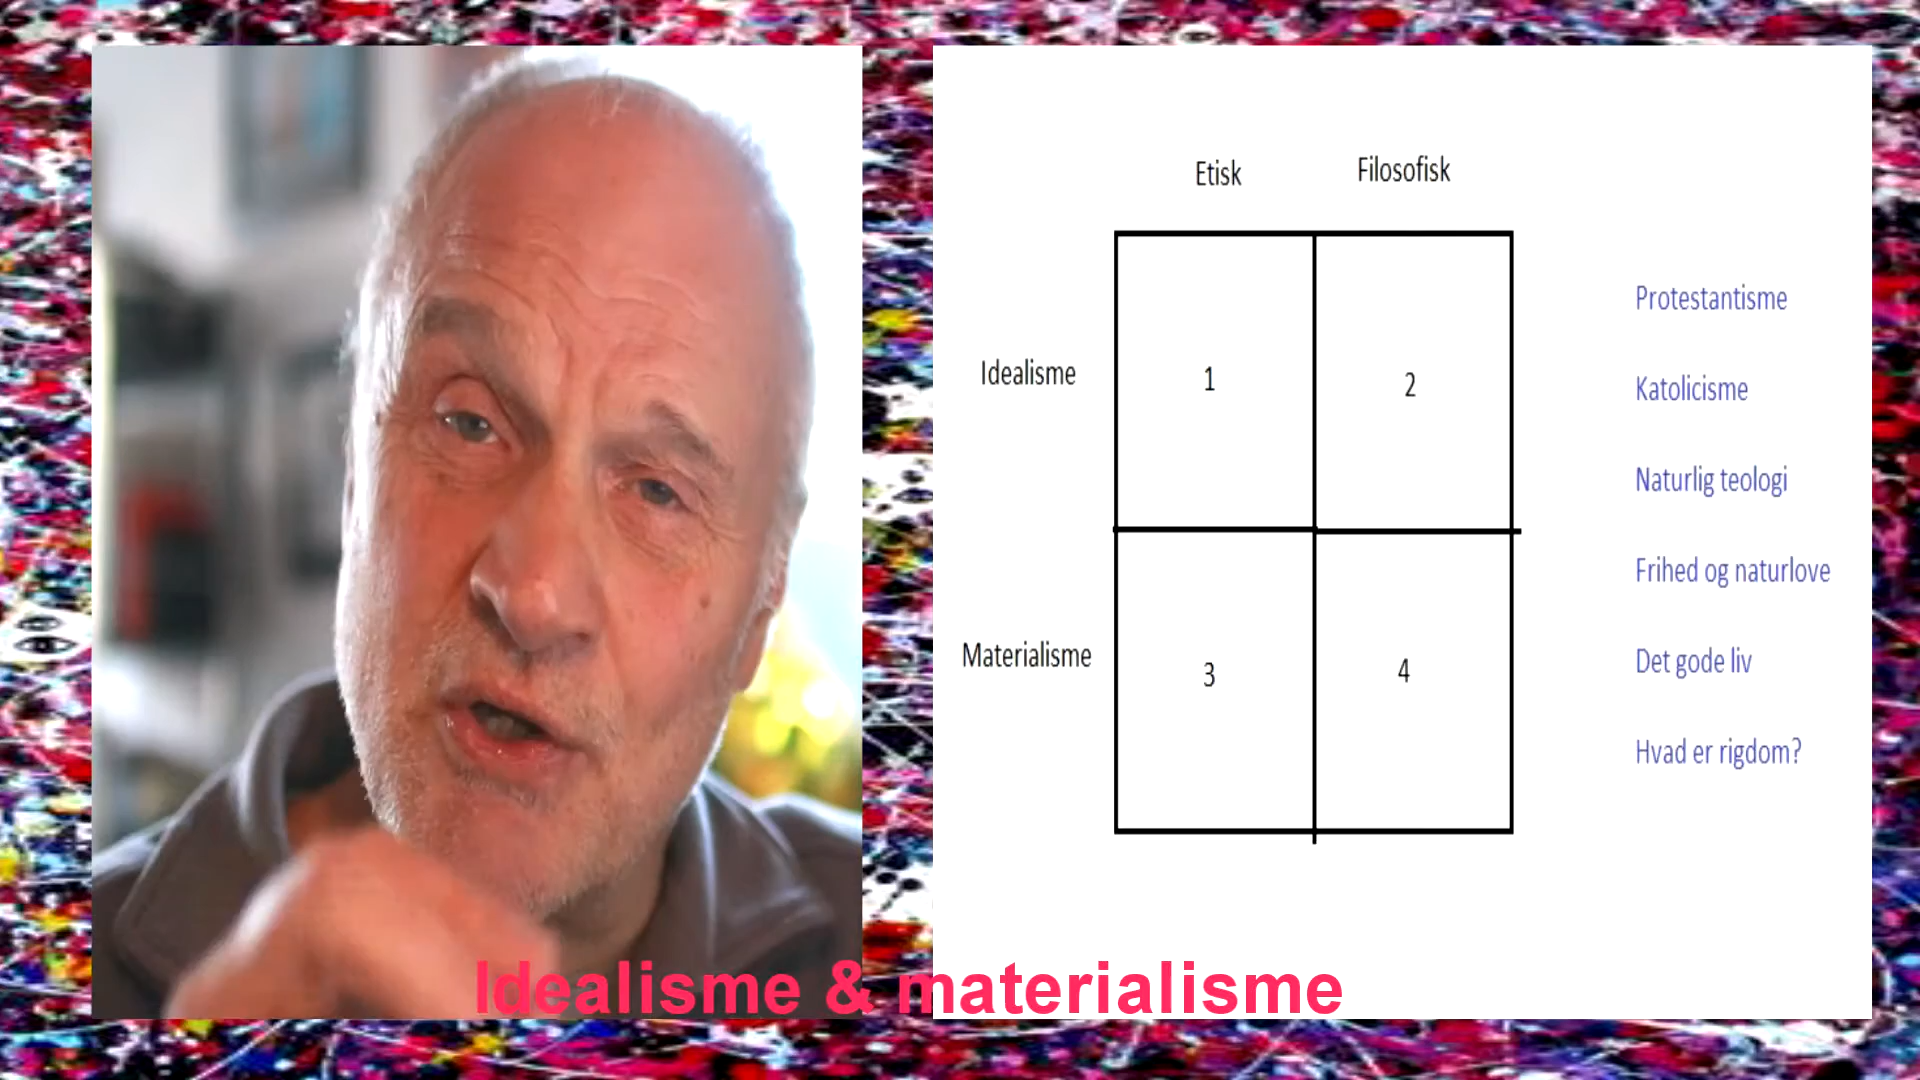 Etisk Filosofisk
Idealisme 1 2
Materialisme 3 4
Protestantisme
Katolicisme
Naturlig teologi
Frihed og naturlove
Det gode liv
Hvad er rigdom?
Idealisme & materialisme